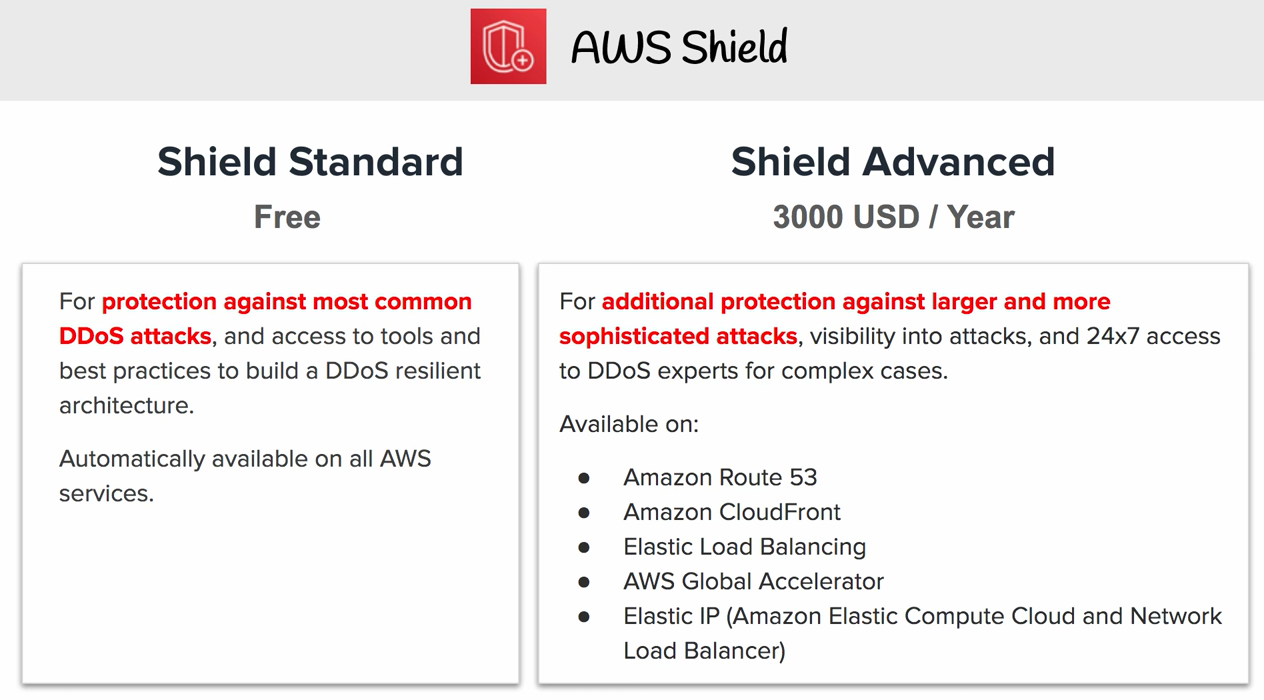 AWS Shield
Shield Standard
Free
For protection against most common
DDoS attacks, and access to tools and
best practices to build a DDoS resilient
architecture.
Automatically available on all AWS
services.
Shield Advanced
3000 USD / Year
For additional protection against larger and more
sophisticated attacks, visibility into attacks, and 24x7 access
to DDoS experts for complex cases.
Available on:
● Amazon Route 53
● Amazon CloudFront
● Elastic Load Balancing
● AWS Global Accelerator
● Elastic IP (Amazon Elastic Compute Cloud and Network
Load Balancer)